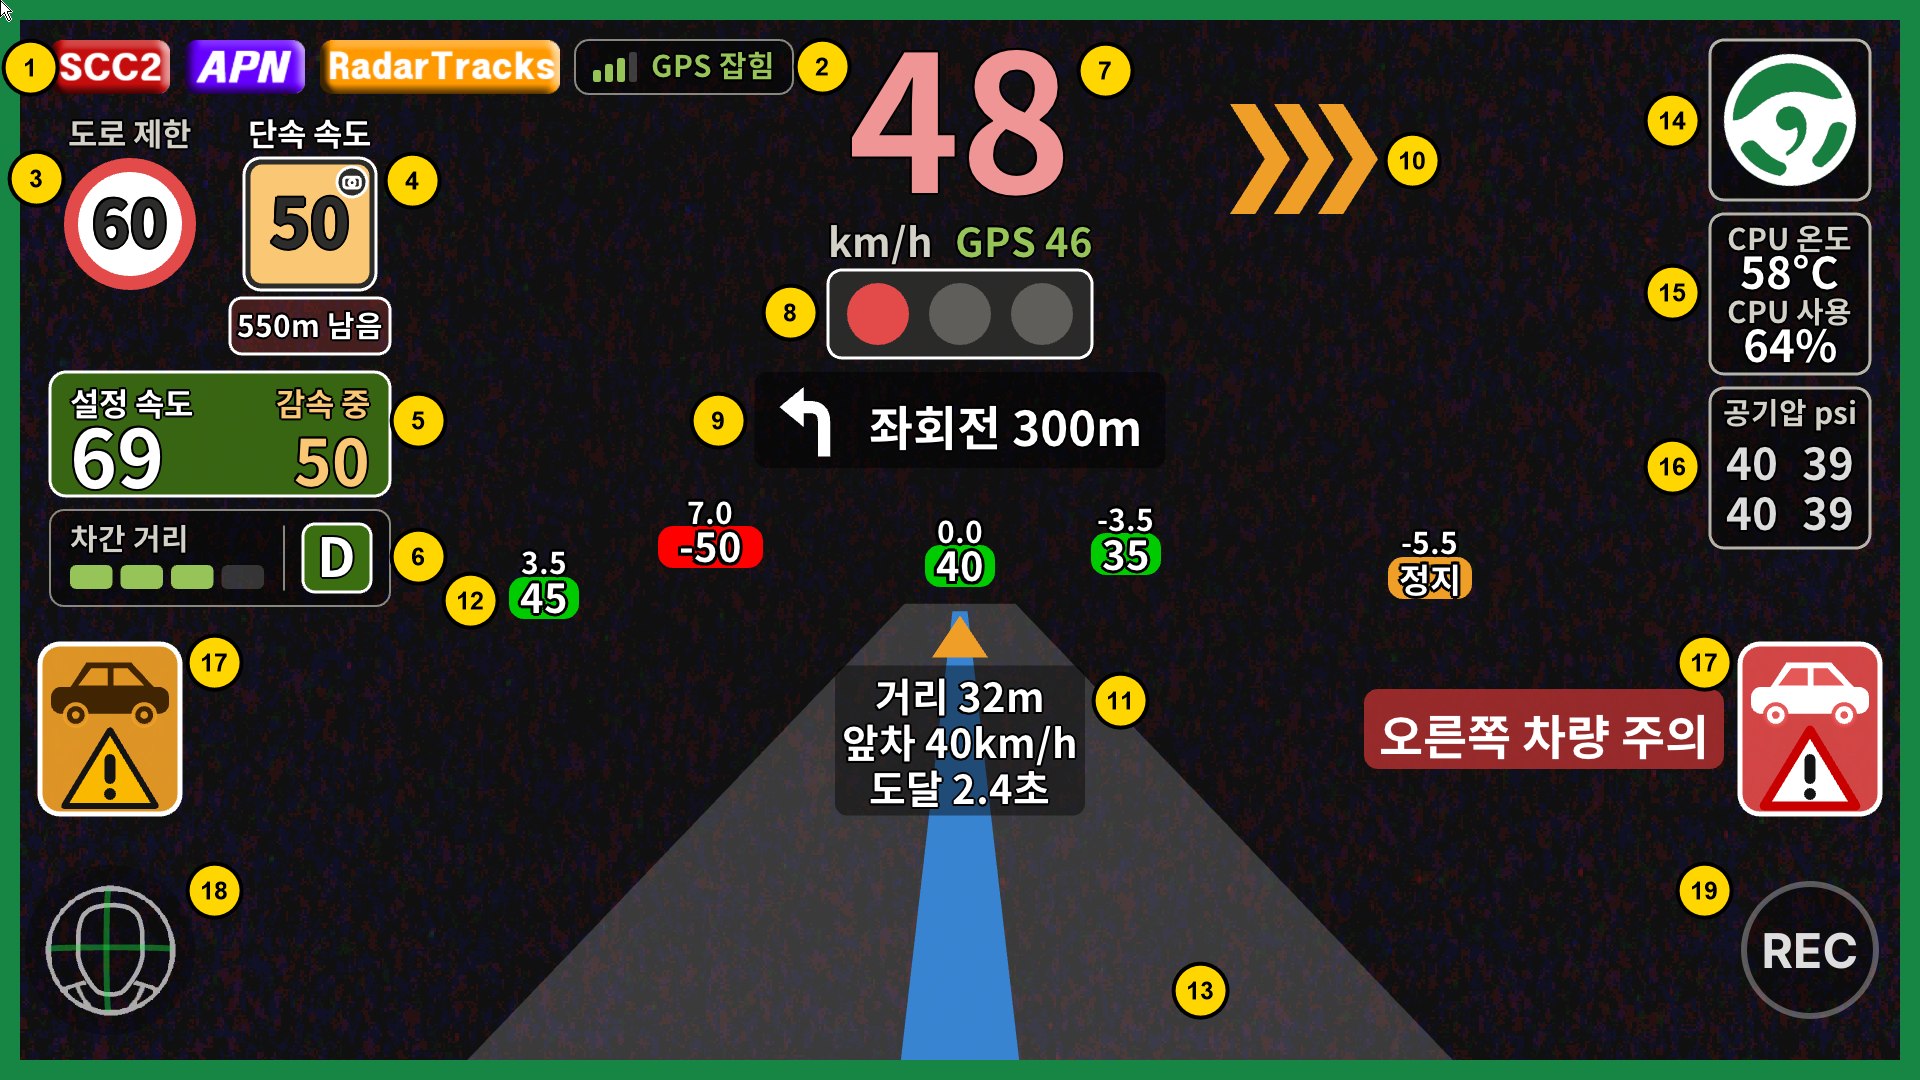 1 SCC2 APN RadarTracks GPS 잡힘 2
48 7
도로 제한 단속 속도
3 60 50 4
550m 남음
km/h GPS 46
8
10
14
CPU 온도
58°C
CPU 사용
64%
15
설정 속도 감속 중
69 50 5
9 좌회전 300m
공기압 psi
40 39
40 39
16
차간 거리 D 6
12 3.5
45
7.0
-50
0.0
40
-3.5
35
-5.5
정지
17
거리 32m
앞차 40km/h
도달 2.4초
11
17
오른쪽 차량 주의
18
13
19
REC